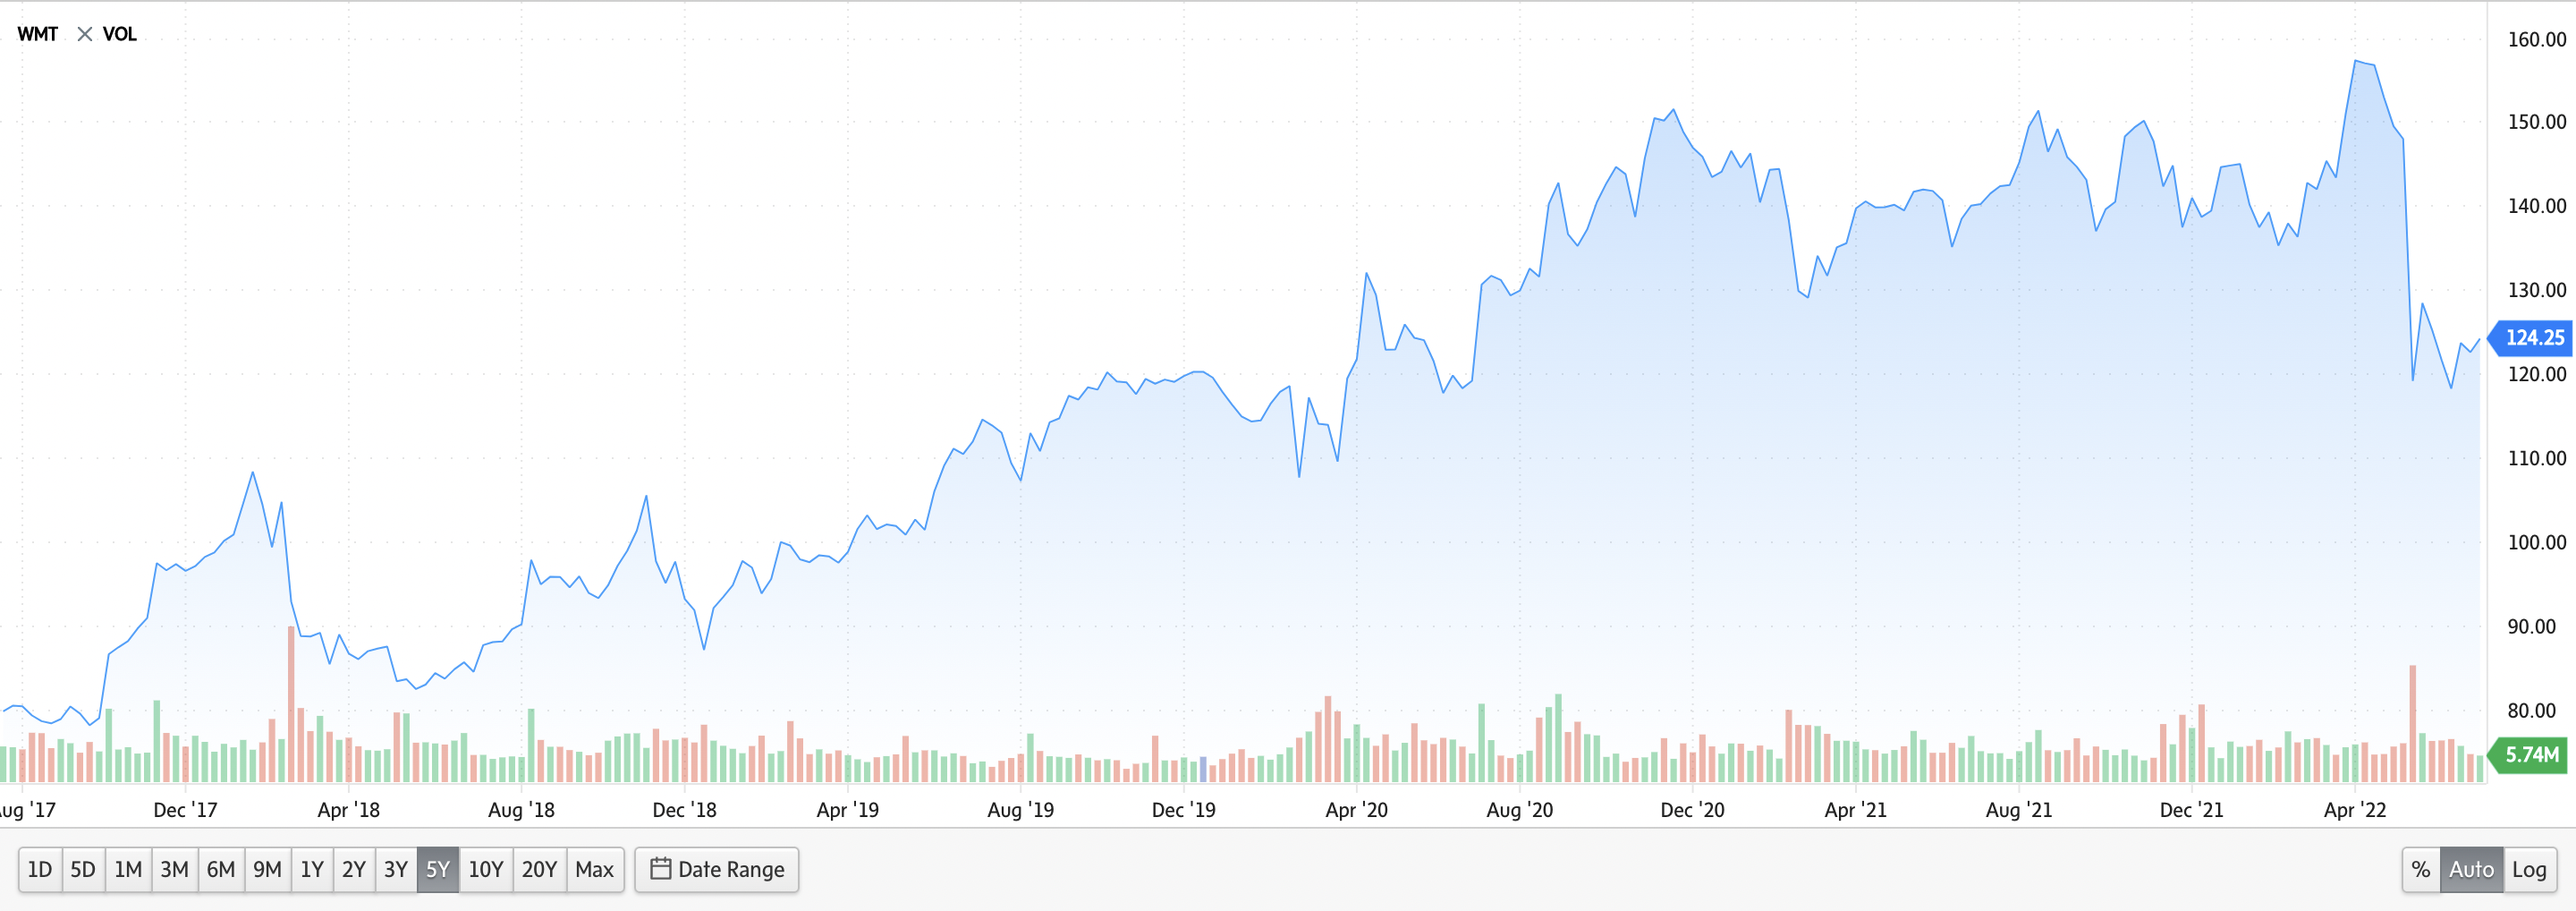 WMT VOL
160.00
150.00
140.00
130.00
124.25
120.00
110.00
100.00
90.00
80.00
5.74M
ug '17 Dec '17 Apr '18 Aug '18 Dec '18 Apr '19 Aug '19 Dec '19 Apr '20 Aug '20 Dec '20 Apr '21 Aug '21 Dec '21 Apr '22
1D 5D 1M 3M 6M 9M 1Y 2Y 3Y 5Y 10Y 20Y Max Date Range % Auto Log